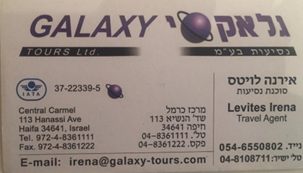 GALAXY גלאקסי
TOURS Ltd. נסיעות בע"מ
IATA
37-22339-5
אירנה לויטס
סוכנת נסיעות
Levites Irena
Travel Agent
Central Carmel
113 Hanassi Ave
Haifa 34641, Israel
Tel. 972-4-8361111
Fax. 972-4-8361222
מרכז כרמל
שד' הנשיא 113
חיפה 34641
טל. 04-8361111
פקס. 04-8361222
נייד. 054-6550802
טל' ישיר: 04-8108711
E-mail: irena@galaxy-tours.com